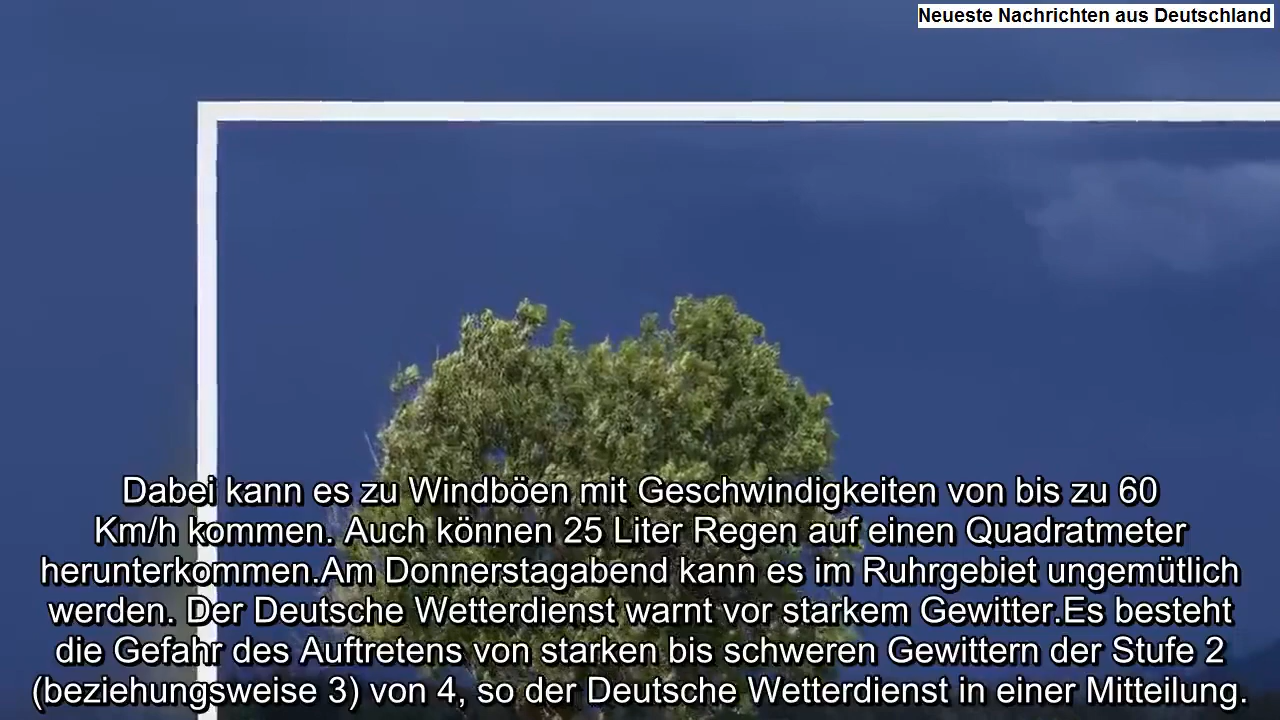 Neueste Nachrichten aus Deutschland
Dabei kann es zu Windböen mit Geschwindigkeiten von bis zu 60
Km/h kommen. Auch können 25 Liter Regen auf einen Quadratmeter
herunterkommen.Am Donnerstagabend kann es im Ruhrgebiet ungemütlich
werden. Der Deutsche Wetterdienst warnt vor starkem Gewitter.Es besteht
die Gefahr des Auftretens von starken bis schweren Gewittern der Stufe 2
(beziehungsweise 3) von 4, so der Deutsche Wetterdienst in einer Mitteilung.